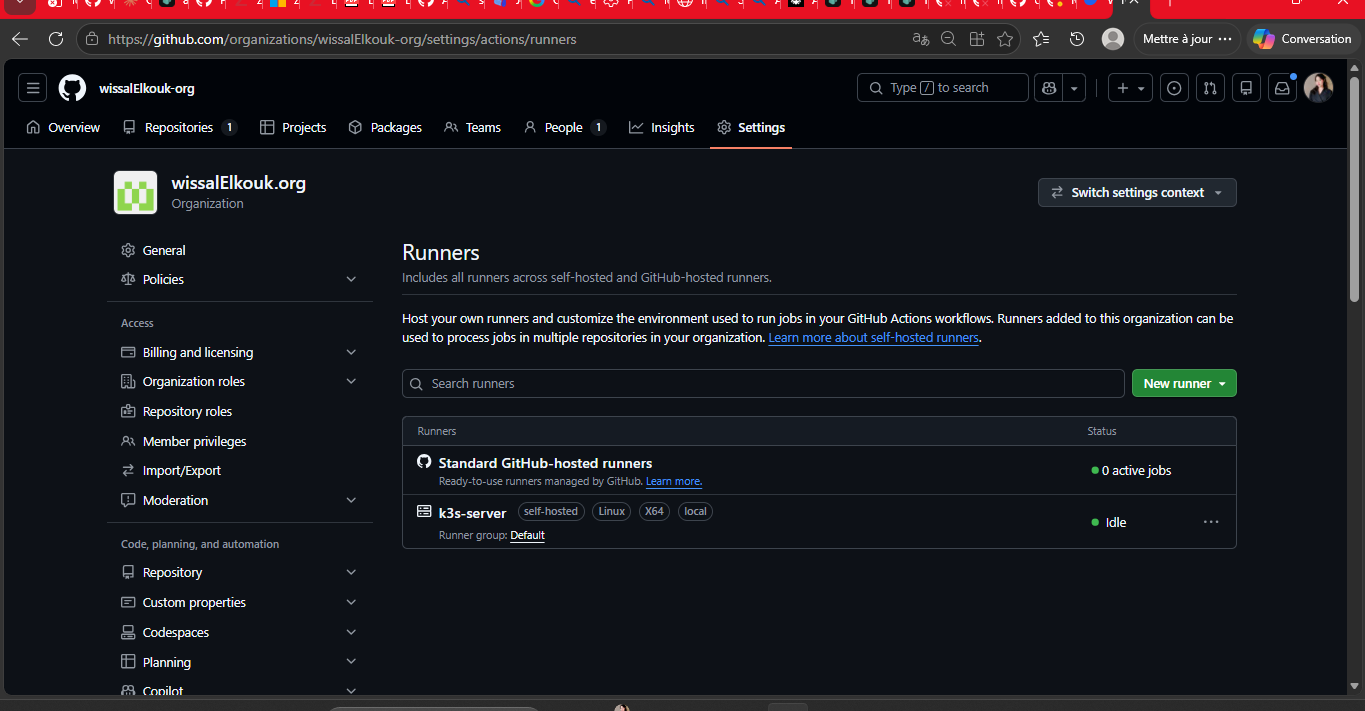 https://github.com/organizations/wissalElkouk-org/settings/actions/runners
Mettre à jour
Conversation
wissalElkouk-org
Type / to search
Overview
Repositories 1
Projects
Packages
Teams
People 1
Insights
Settings
wissalElkouk.org
Organization
Switch settings context
General
Policies
Access
Billing and licensing
Organization roles
Repository roles
Member privileges
Import/Export
Moderation
Code, planning, and automation
Repository
Custom properties
Codespaces
Planning
Copilot
Runners
Includes all runners across self-hosted and GitHub-hosted runners.
Host your own runners and customize the environment used to run jobs in your GitHub Actions workflows. Runners added to this organization can be
used to process jobs in multiple repositories in your organization. Learn more about self-hosted runners.
Search runners
New runner
Runners Status
Standard GitHub-hosted runners
Ready-to-use runners managed by GitHub. Learn more.
0 active jobs
k3s-server self-hosted Linux X64 local
Runner group: Default
Idle